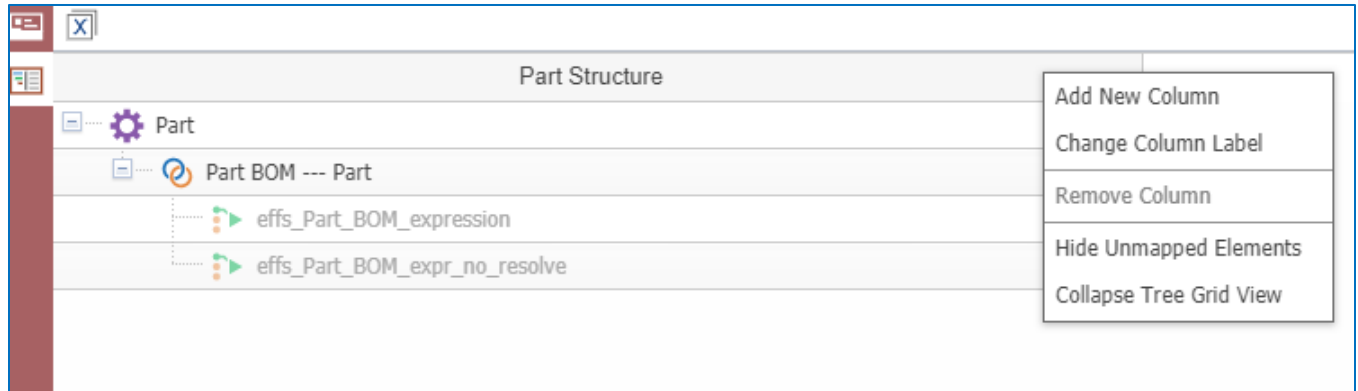 X
Part Structure
Part
Part BOM --- Part
effs_Part_BOM_expression
effs_Part_BOM_expr_no_resolve
Add New Column
Change Column Label
Remove Column
Hide Unmapped Elements
Collapse Tree Grid View